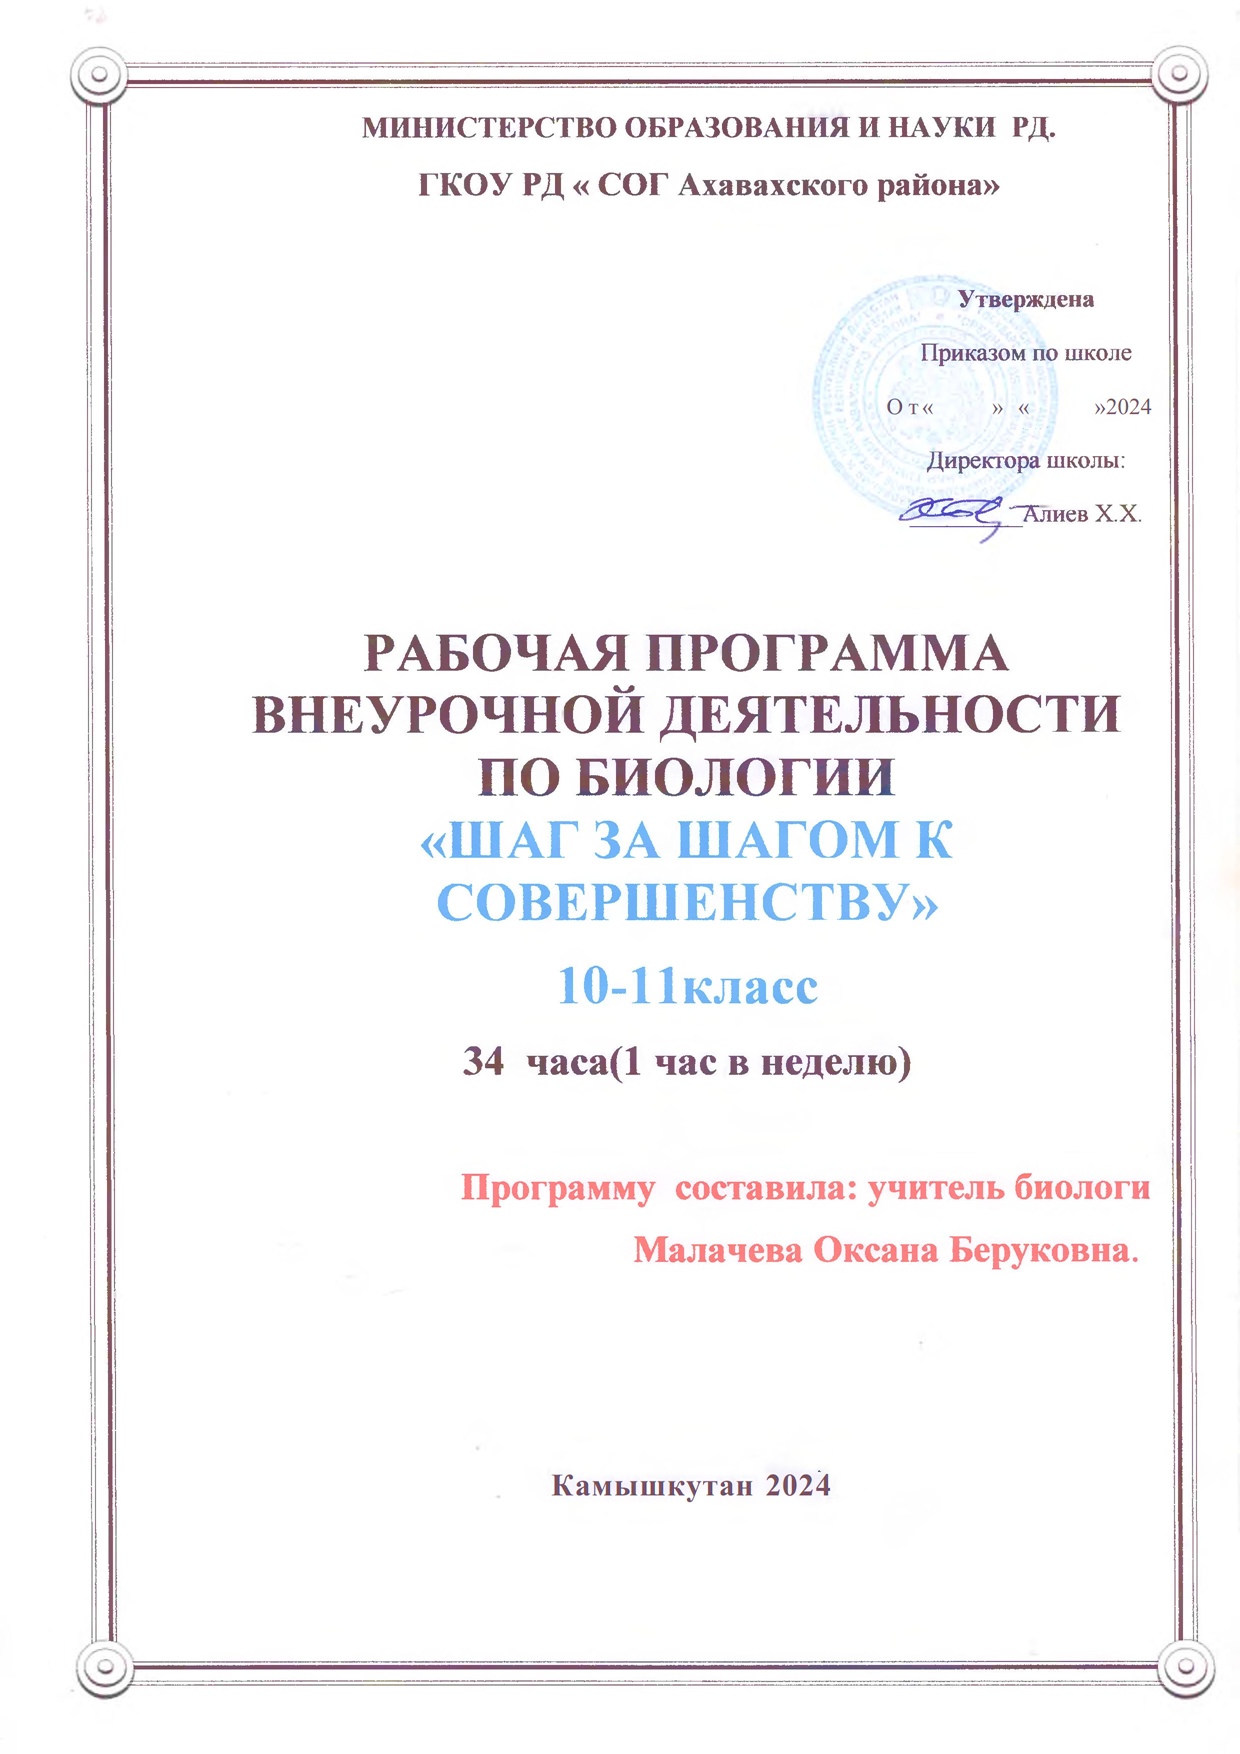 МИНИСТЕРСТВО ОБРАЗОВАНИЯ И НАУКИ РД.
ГКОУ РД « СОГ Ахавахского района»
Утверждена
Приказом по школе
От« » « »2024
Директора школы:
Алиев Х.Х.
РАБОЧАЯ ПРОГРАММА
ВНЕУРОЧНОЙ ДЕЯТЕЛЬНОСТИ
ПО БИОЛОГИИ
«ШАГ ЗА ШАГОМ К
СОВЕРШЕНСТВУ»
10-11класс
34 часа(1 час в неделю)
Программу составила: учитель биологи
Малачева Оксана Беруковна.
Камышкутан 2024